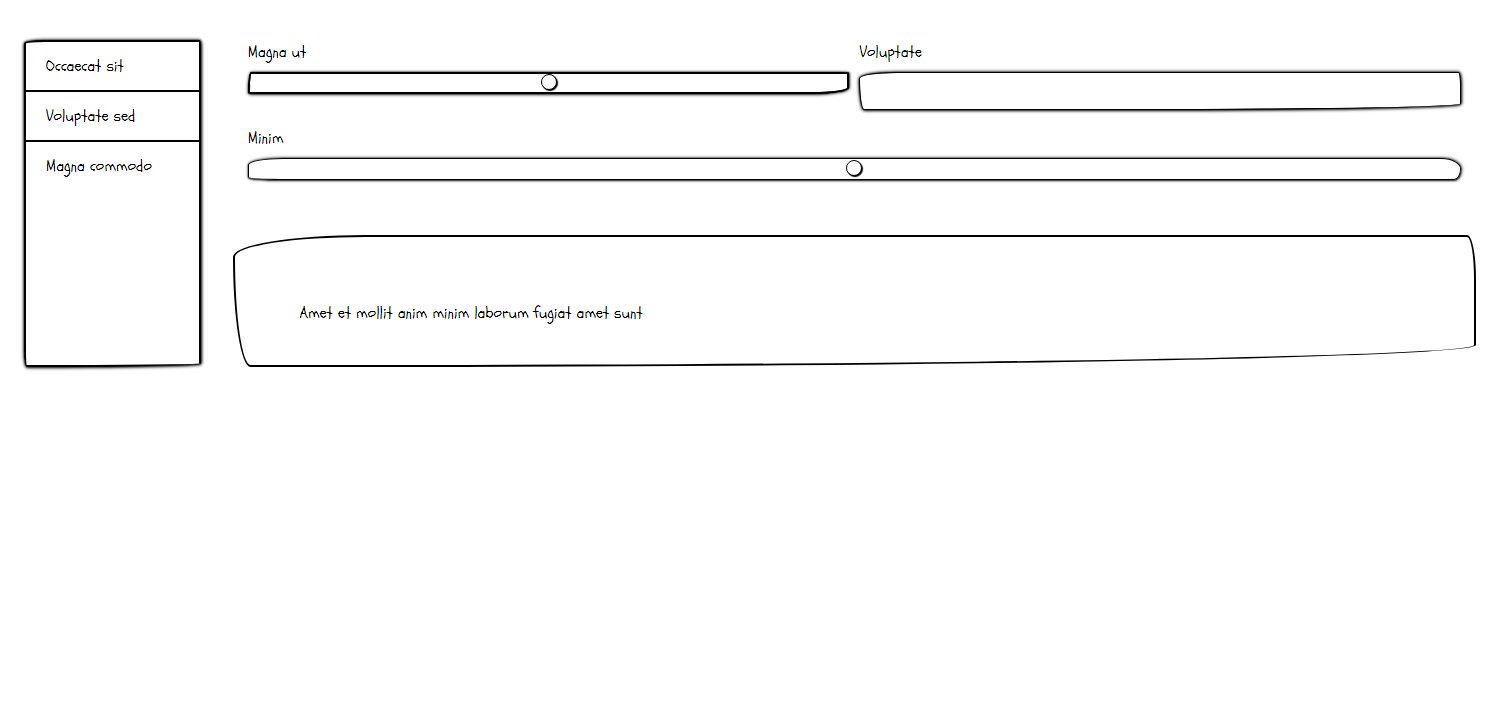 Occaecat sit
Voluptate sed
Magna commodo
Magna ut
Voluptate
Minim
Amet et mollit anim minim laborum fugiat amet sunt